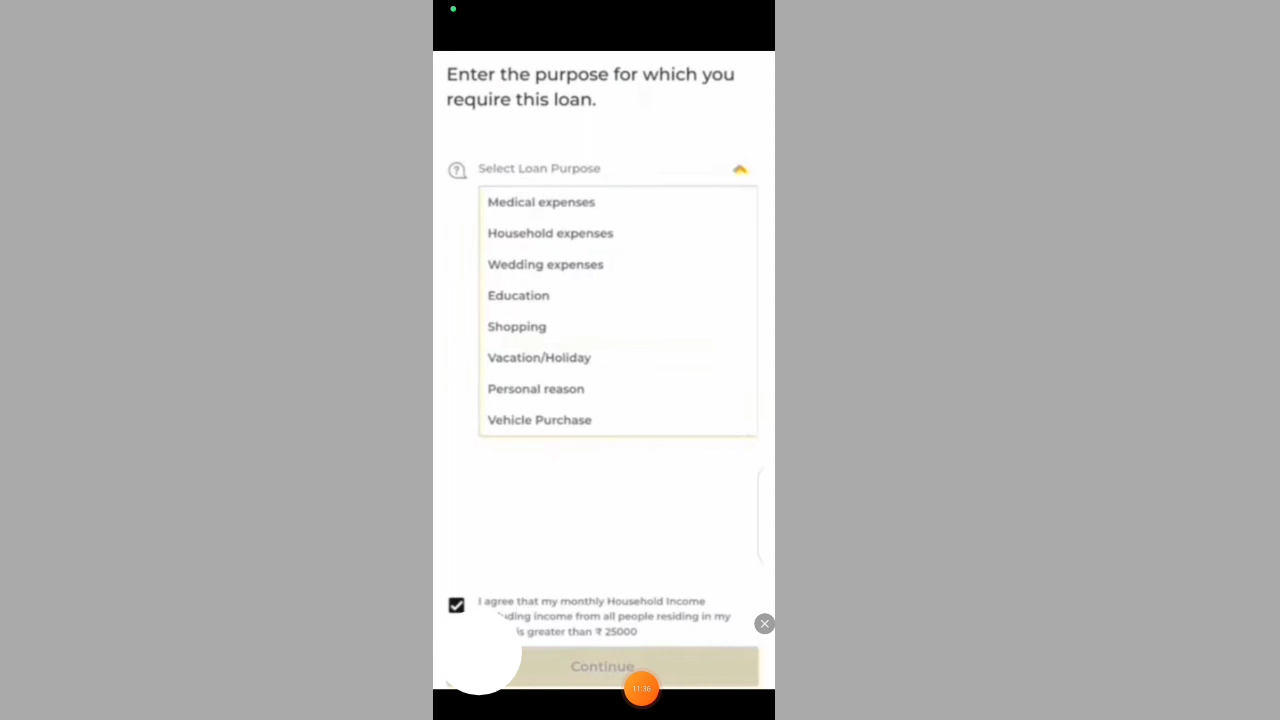 Enter the purpose for which you
require this loan.
Select Loan Purpose
Medical expenses
Household expenses
Wedding expenses
Education
Shopping
Vacation/Holiday
Personal reason
Vehicle Purchase
I agree that my monthly Household Income
income from all people residing in my
is greater than ₹ 25000
Continue
11:36